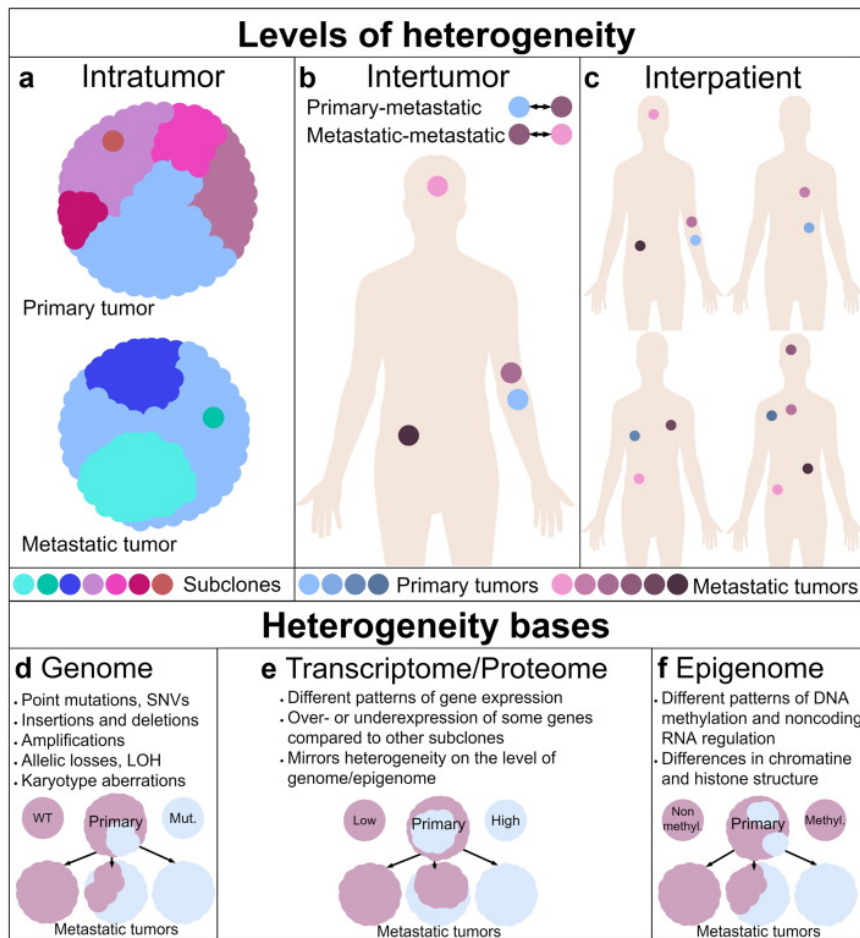 Levels of heterogeneity
a Intratumor
Primary tumor
Metastatic tumor
b Intertumor
Primary-metastatic
Metastatic-metastatic
c Interpatient
Subclones
Primary tumors
Metastatic tumors
Heterogeneity bases
d Genome
• Point mutations, SNVs
• Insertions and deletions
• Amplifications
• Allelic losses, LOH
• Karyotype aberrations
WT
Primary
Mut.
Metastatic tumors
e Transcriptome/Proteome
• Different patterns of gene expression
• Over- or underexpression of some genes
compared to other subclones
• Mirrors heterogeneity on the level of
genome/epigenome
Low
Primary
High
Metastatic tumors
f Epigenome
• Different patterns of DNA
methylation and noncoding
RNA regulation
• Differences in chromatine
and histone structure
Non
methyl.
Primary
Methyl.
Metastatic tumors